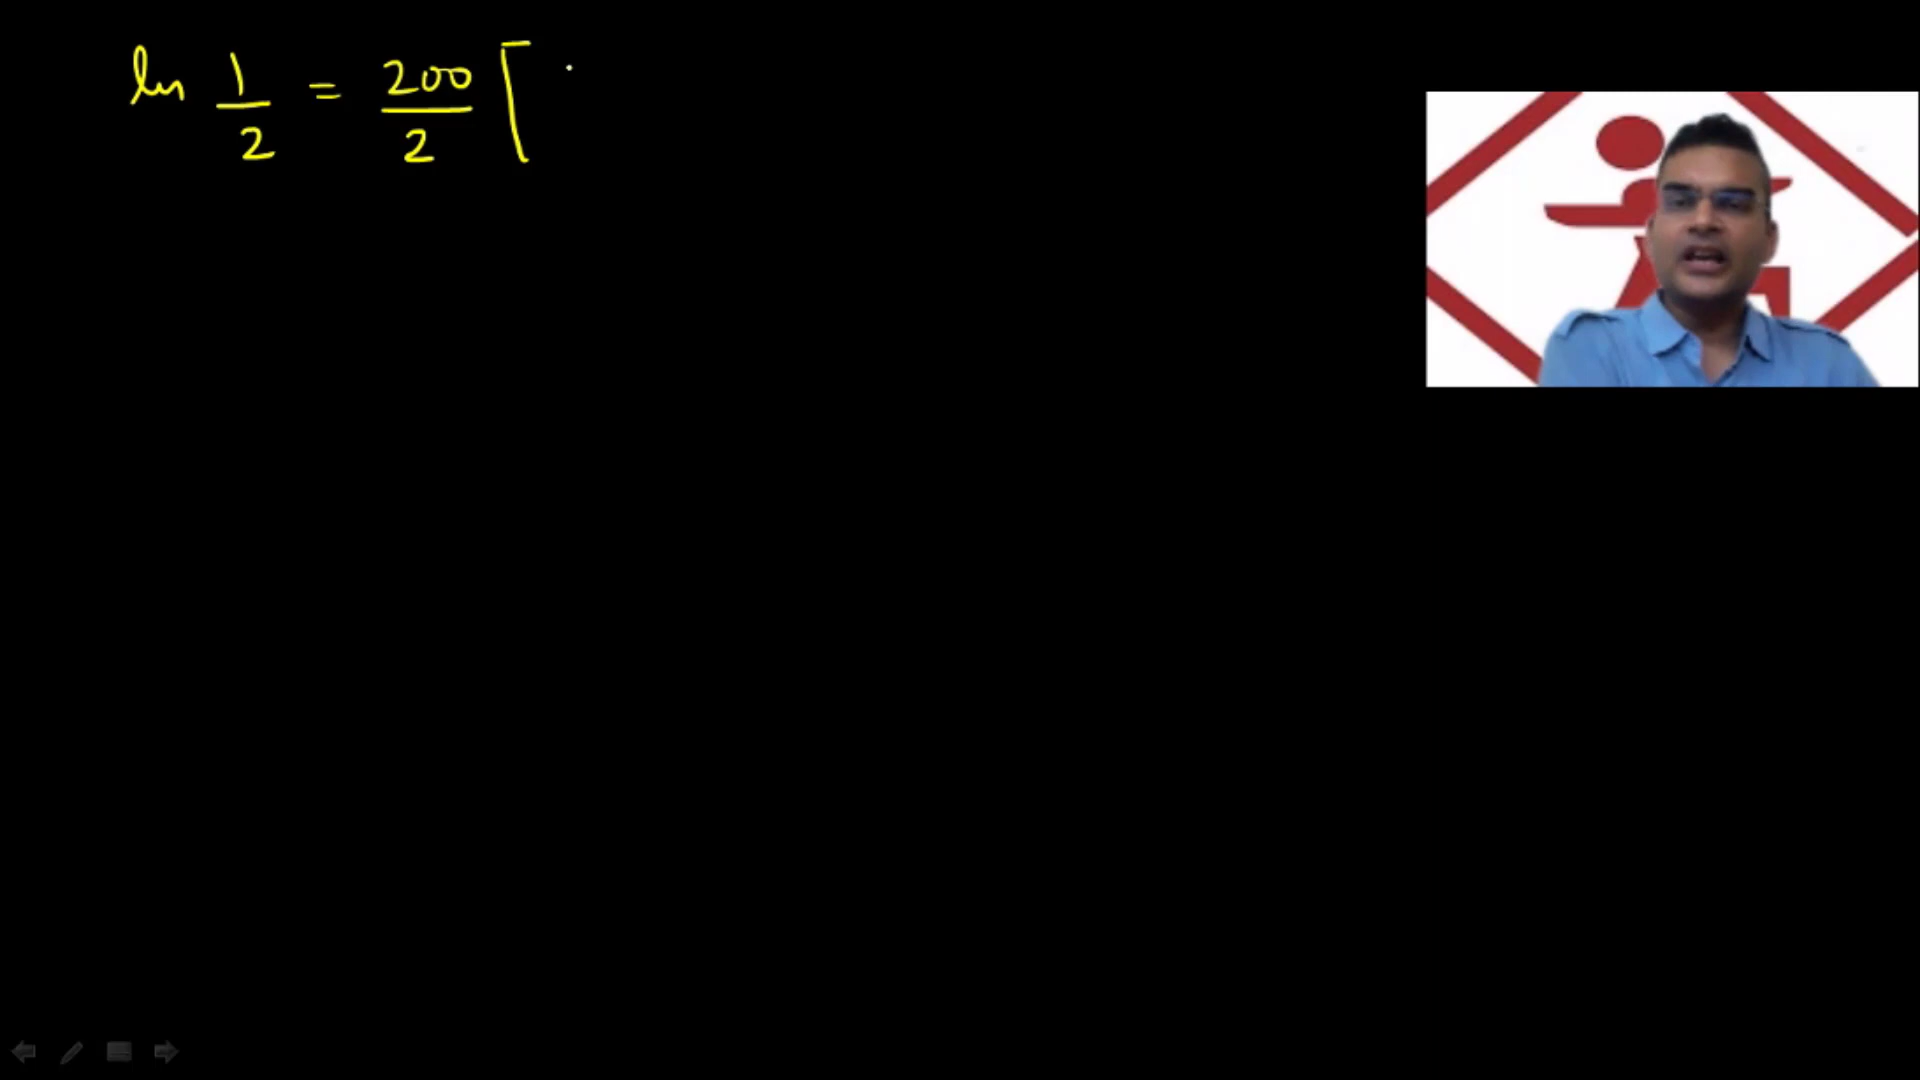 ln 1/2 = 200/2 [